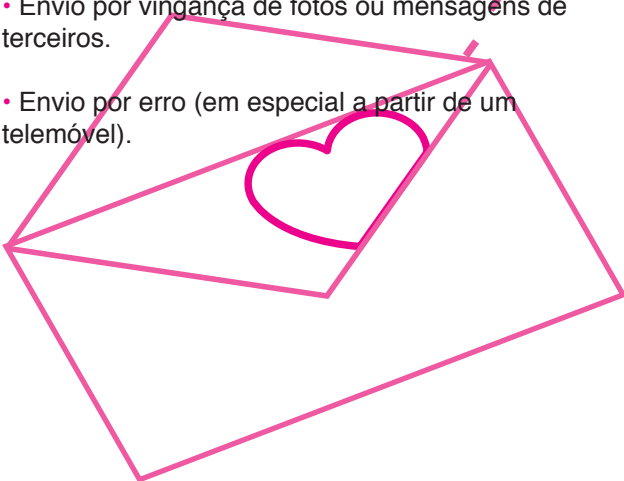 • Envio por vingança de fotos ou mensagens de
terceiros.
• Envio por erro (em especial a partir de um
telemóvel).